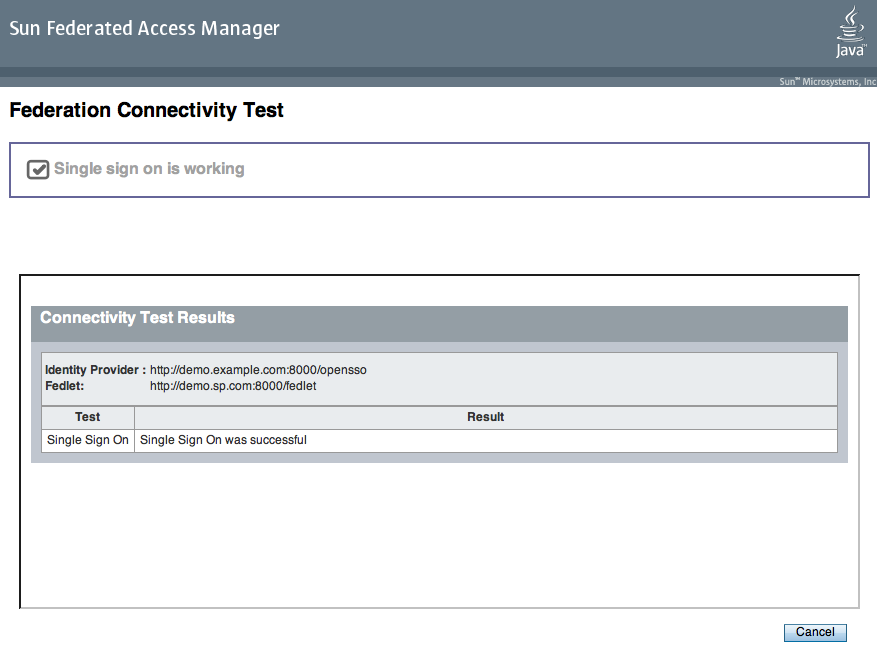 Sun Federated Access Manager
Java™
Sun™ Microsystems, Inc
Federation Connectivity Test
Single sign on is working
Connectivity Test Results
Identity Provider : http://demo.example.com:8000/opensso
Fedlet: http://demo.sp.com:8000/fedlet
Test Result
Single Sign On Single Sign On was successful
Cancel